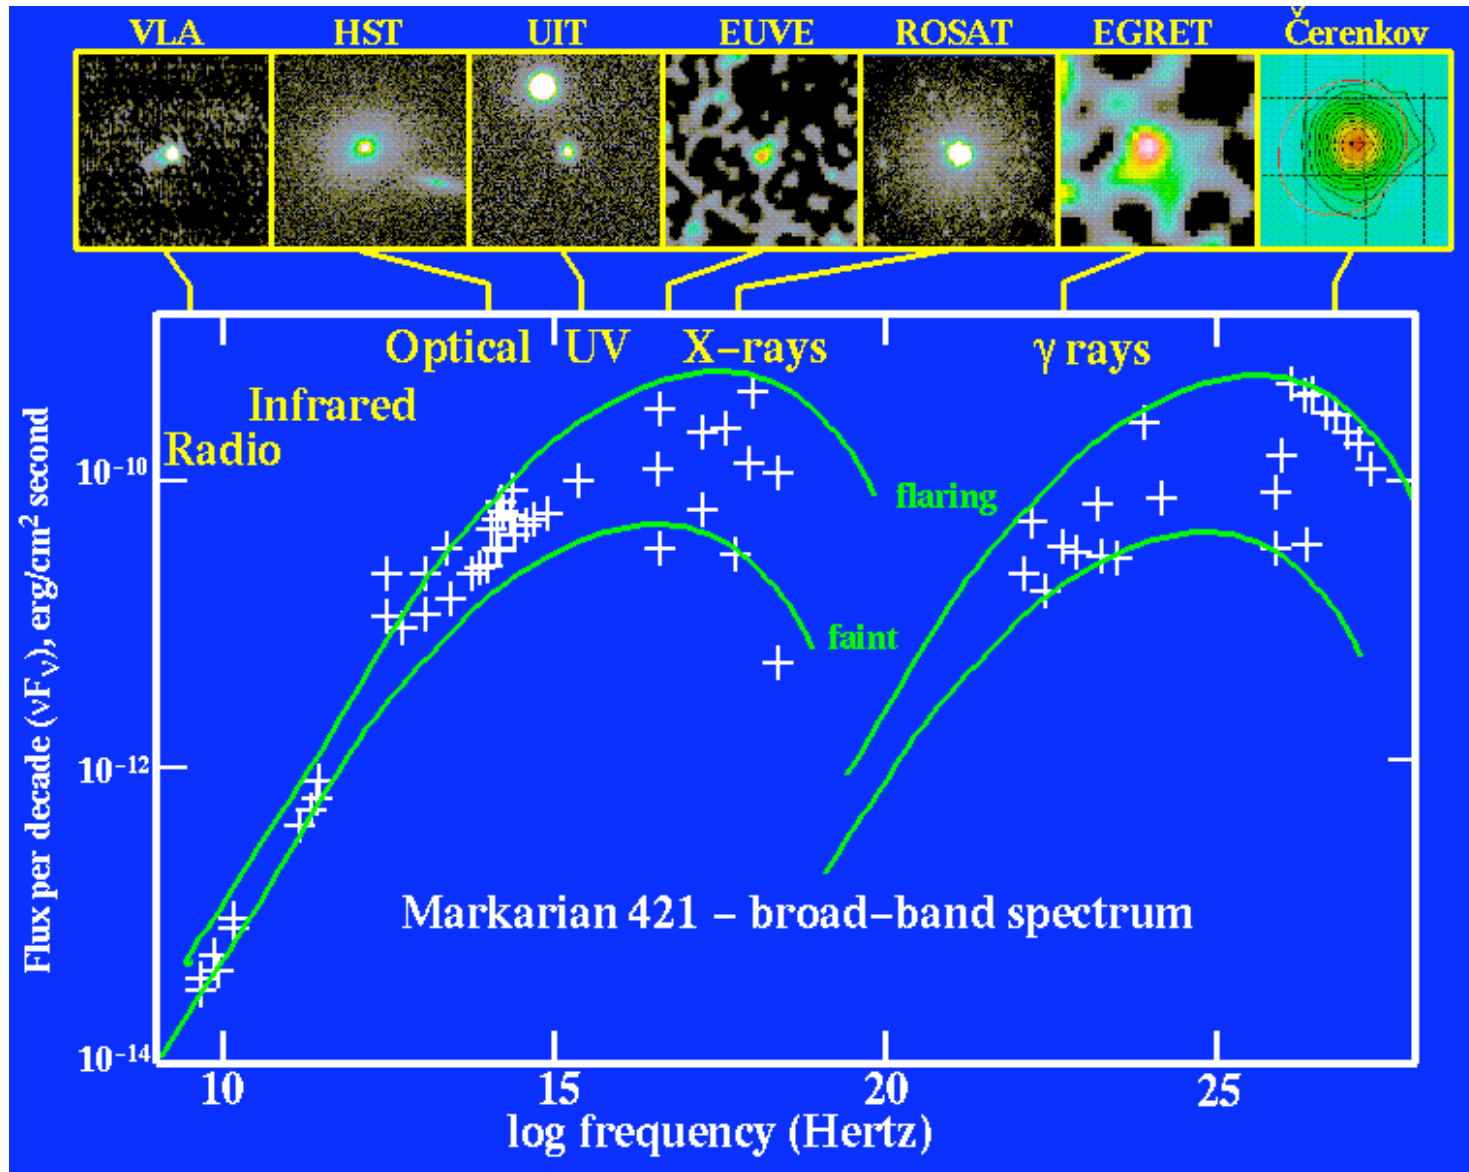 VLA HST UIT EUVE ROSAT EGRET Čerenkov
Optical UV X-rays γ rays
Infrared
Radio
10⁻¹⁰
flaring
faint
10⁻¹²
Markarian 421 – broad-band spectrum
10⁻¹⁴
10 15 20 25
log frequency (Hertz)
Flux per decade (νFᵥ), erg/cm² second